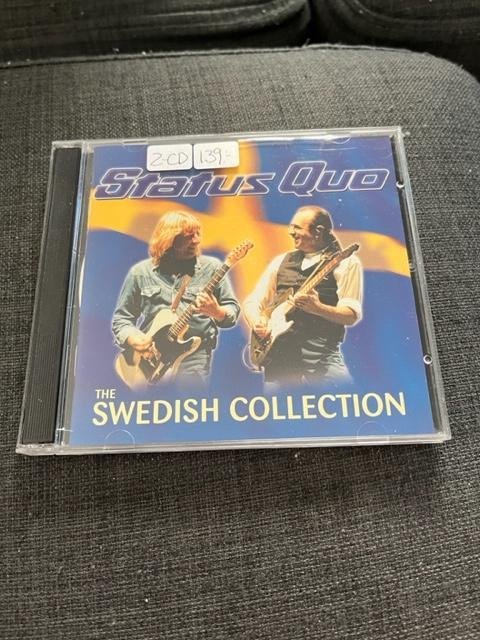 2-CD 139:-
Status Quo
THE
SWEDISH COLLECTION